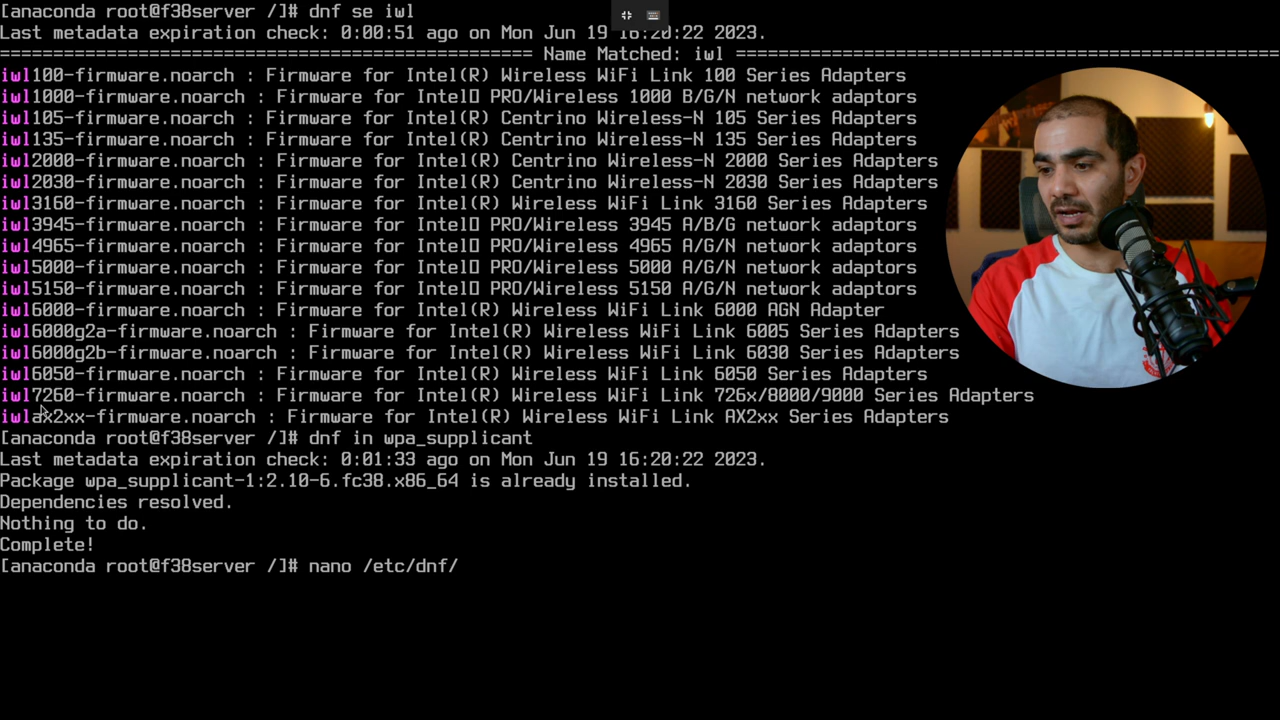 [anaconda root@f38server /]# dnf se iwl
Last metadata expiration check: 0:00:51 ago on Mon Jun 19 16:20:22 2023.
================================================== Name Matched: iwl ===================================================
iwl100-firmware.noarch : Firmware for Intel(R) Wireless WiFi Link 100 Series Adapters
iwl1000-firmware.noarch : Firmware for Intel▯ PRO/Wireless 1000 B/G/N network adaptors
iwl105-firmware.noarch : Firmware for Intel(R) Centrino Wireless-N 105 Series Adapters
iwl135-firmware.noarch : Firmware for Intel(R) Centrino Wireless-N 135 Series Adapters
iwl2000-firmware.noarch : Firmware for Intel(R) Centrino Wireless-N 2000 Series Adapters
iwl2030-firmware.noarch : Firmware for Intel(R) Centrino Wireless-N 2030 Series Adapters
iwl3160-firmware.noarch : Firmware for Intel(R) Wireless WiFi Link 3160 Series Adapters
iwl3945-firmware.noarch : Firmware for Intel▯ PRO/Wireless 3945 A/B/G network adaptors
iwl4965-firmware.noarch : Firmware for Intel▯ PRO/Wireless 4965 A/G/N network adaptors
iwl5000-firmware.noarch : Firmware for Intel▯ PRO/Wireless 5000 A/G/N network adaptors
iwl5150-firmware.noarch : Firmware for Intel▯ PRO/Wireless 5150 A/G/N network adaptors
iwl6000-firmware.noarch : Firmware for Intel(R) Wireless WiFi Link 6000 AGN Adapter
iwl6000g2a-firmware.noarch : Firmware for Intel(R) Wireless WiFi Link 6005 Series Adapters
iwl6000g2b-firmware.noarch : Firmware for Intel(R) Wireless WiFi Link 6030 Series Adapters
iwl6050-firmware.noarch : Firmware for Intel(R) Wireless WiFi Link 6050 Series Adapters
iwl7260-firmware.noarch : Firmware for Intel(R) Wireless WiFi Link 726x/8000/9000 Series Adapters
iwlax2xx-firmware.noarch : Firmware for Intel(R) Wireless WiFi Link AX2xx Series Adapters
[anaconda root@f38server /]# dnf in wpa_supplicant
Last metadata expiration check: 0:01:33 ago on Mon Jun 19 16:20:22 2023.
Package wpa_supplicant-1:2.10-6.fc38.x86_64 is already installed.
Dependencies resolved.
Nothing to do.
Complete!
[anaconda root@f38server /]# nano /etc/dnf/